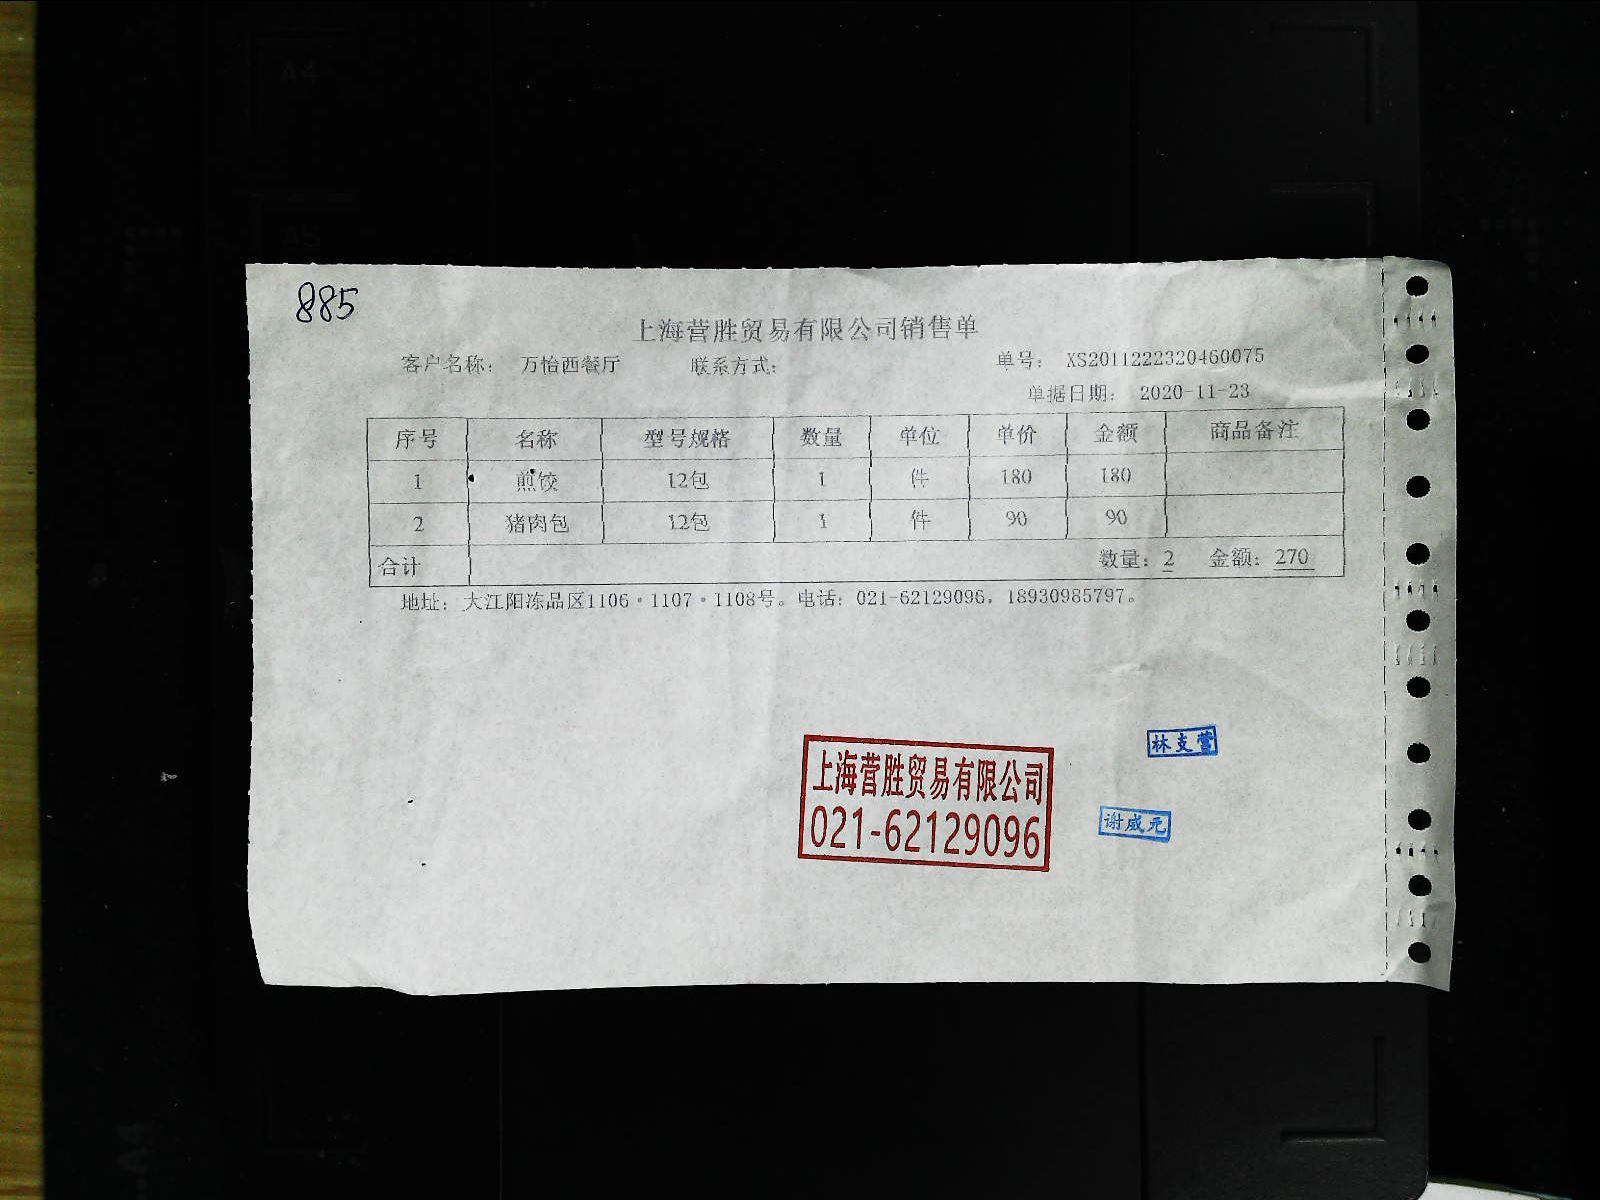 885
上海营胜贸易有限公司销售单
客户名称： 万怡西餐厅 联系方式： 单号： XS2011222320460075
单据日期： 2020-11-23
序号 名称 型号规格 数量 单位 单价 金额 商品备注
1 煎饺 12包 1 件 180 180
2 猪肉包 12包 1 件 90 90
合计 数量：2 金额：270
地址：大江阳冻品区1106·1107·1108号。电话：021-62129096，18930985797。
林支营
上海营胜贸易有限公司
021-62129096
谢威元
A4
A5
A4